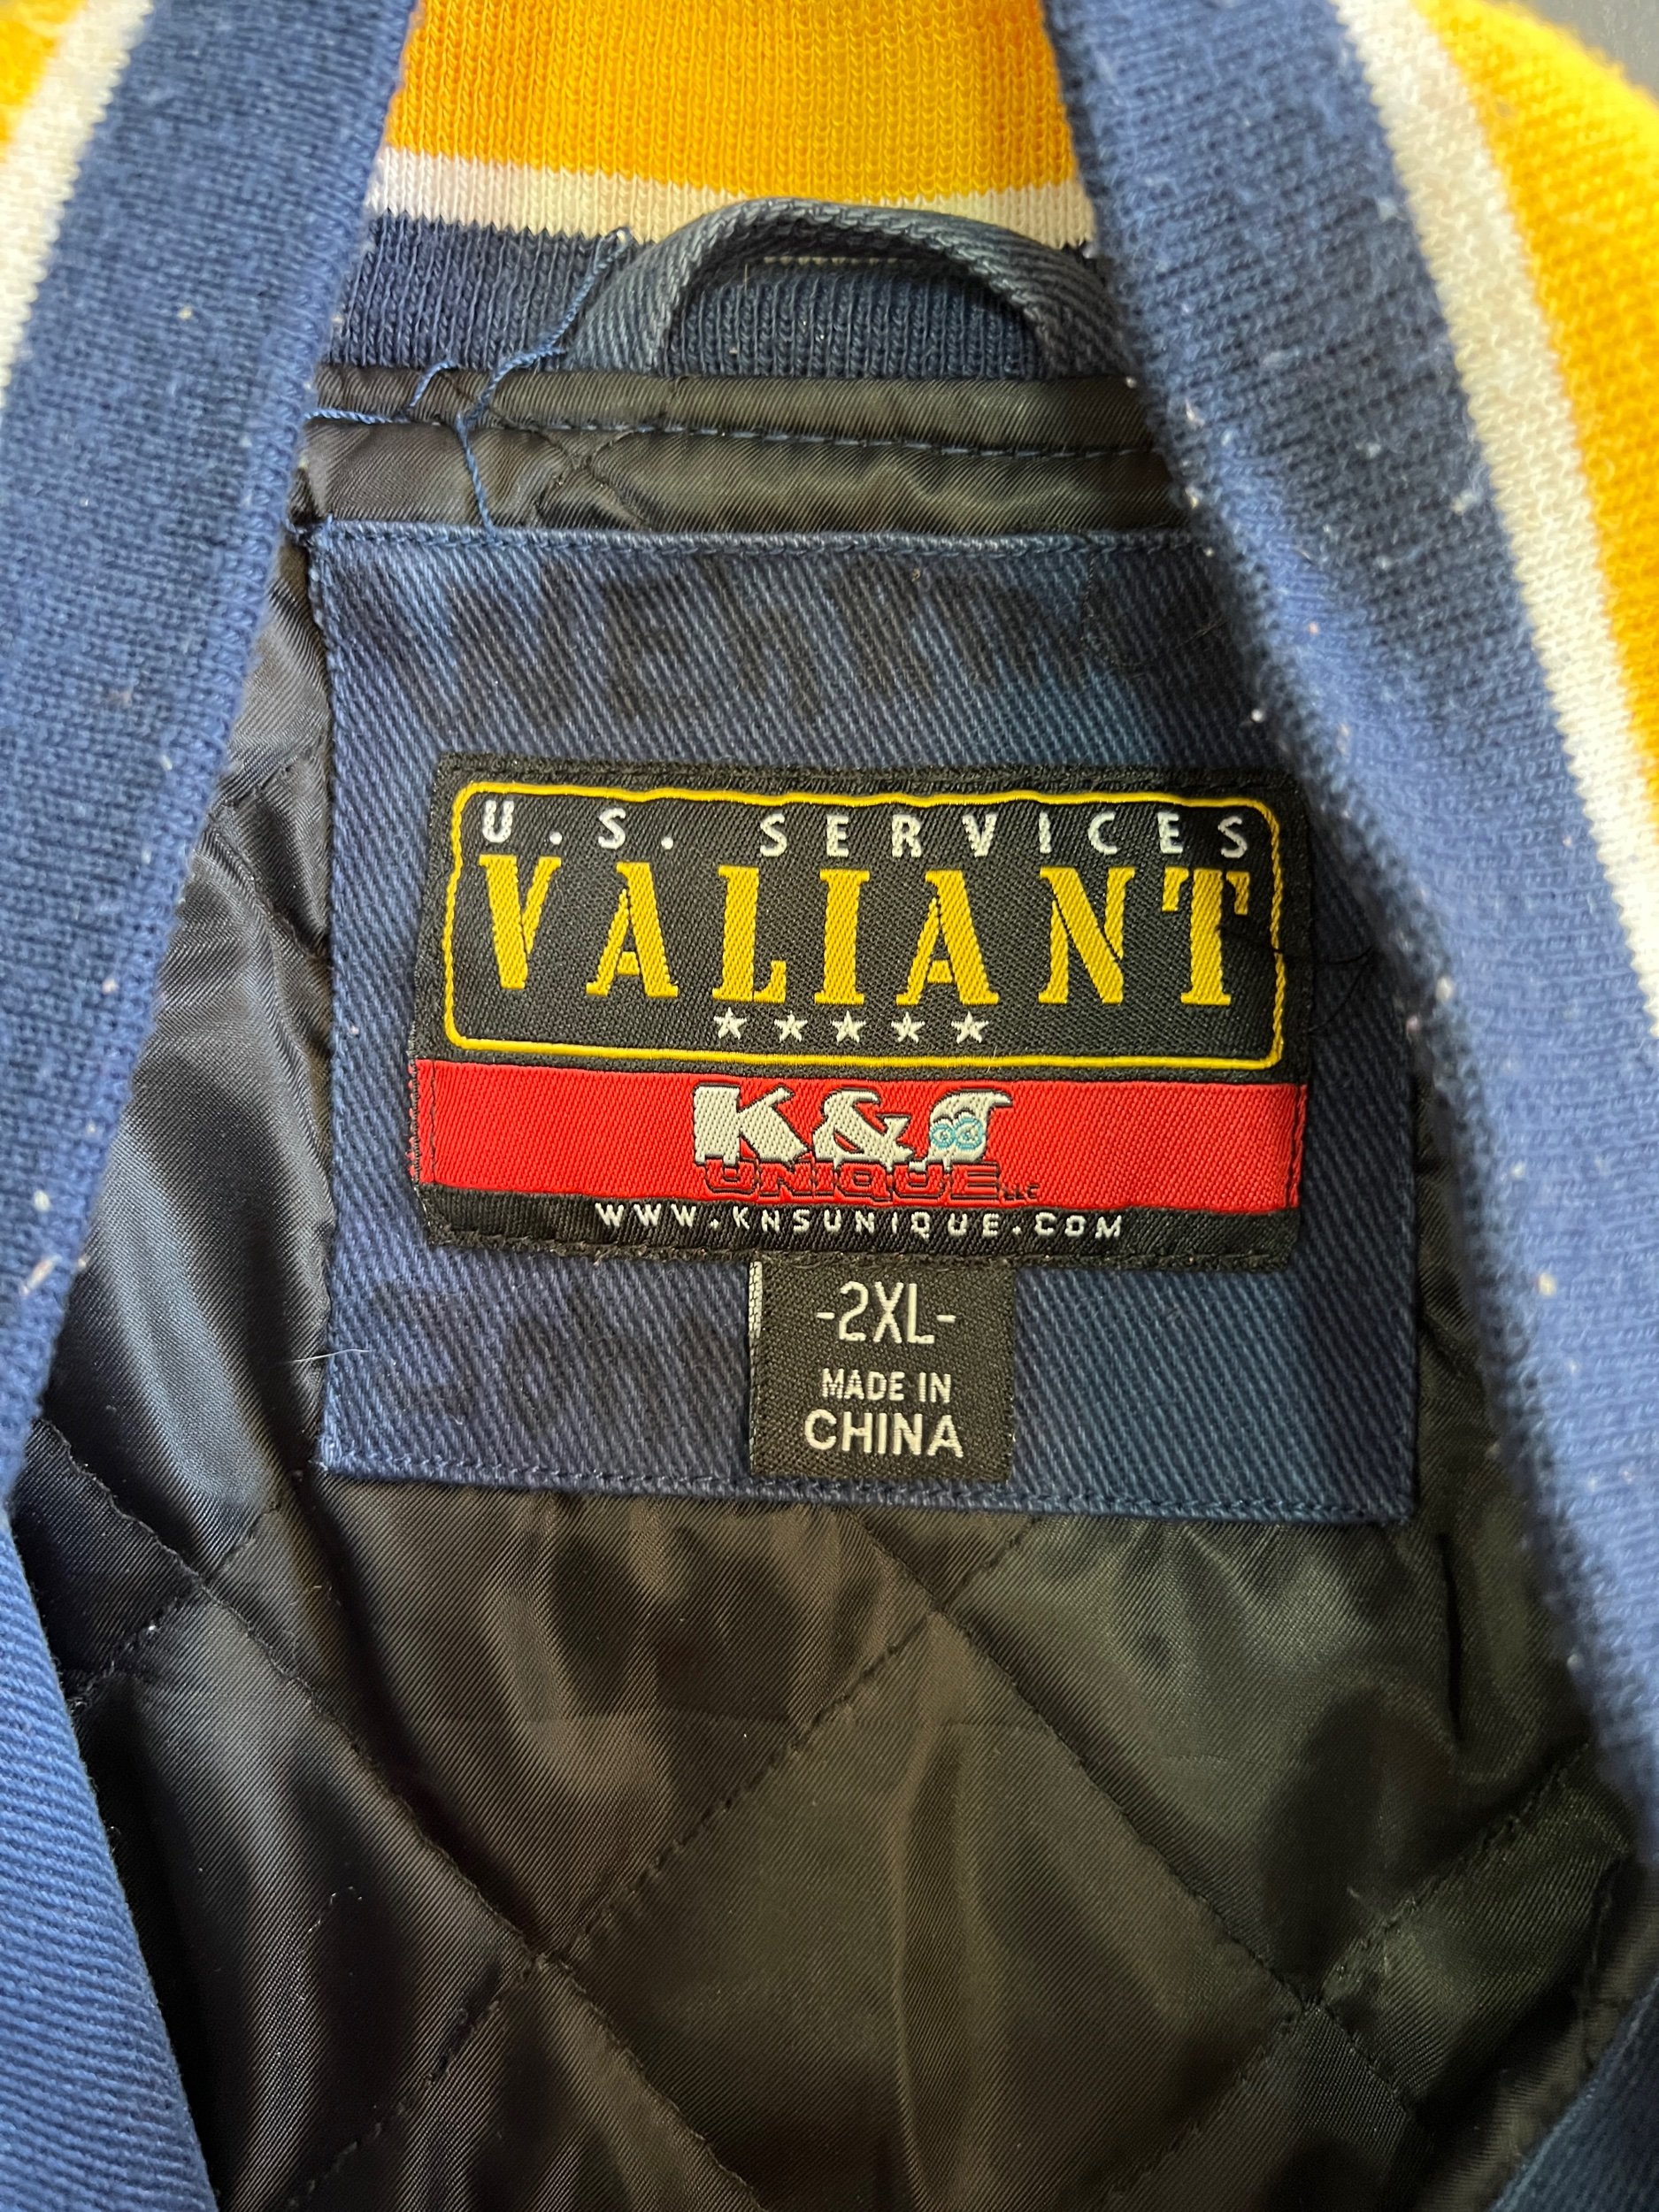 U.S. SERVICES
VALIANT
K&S
UNIQUE LLC
WWW.KNSUNIQUE.COM
-2XL-
MADE IN
CHINA